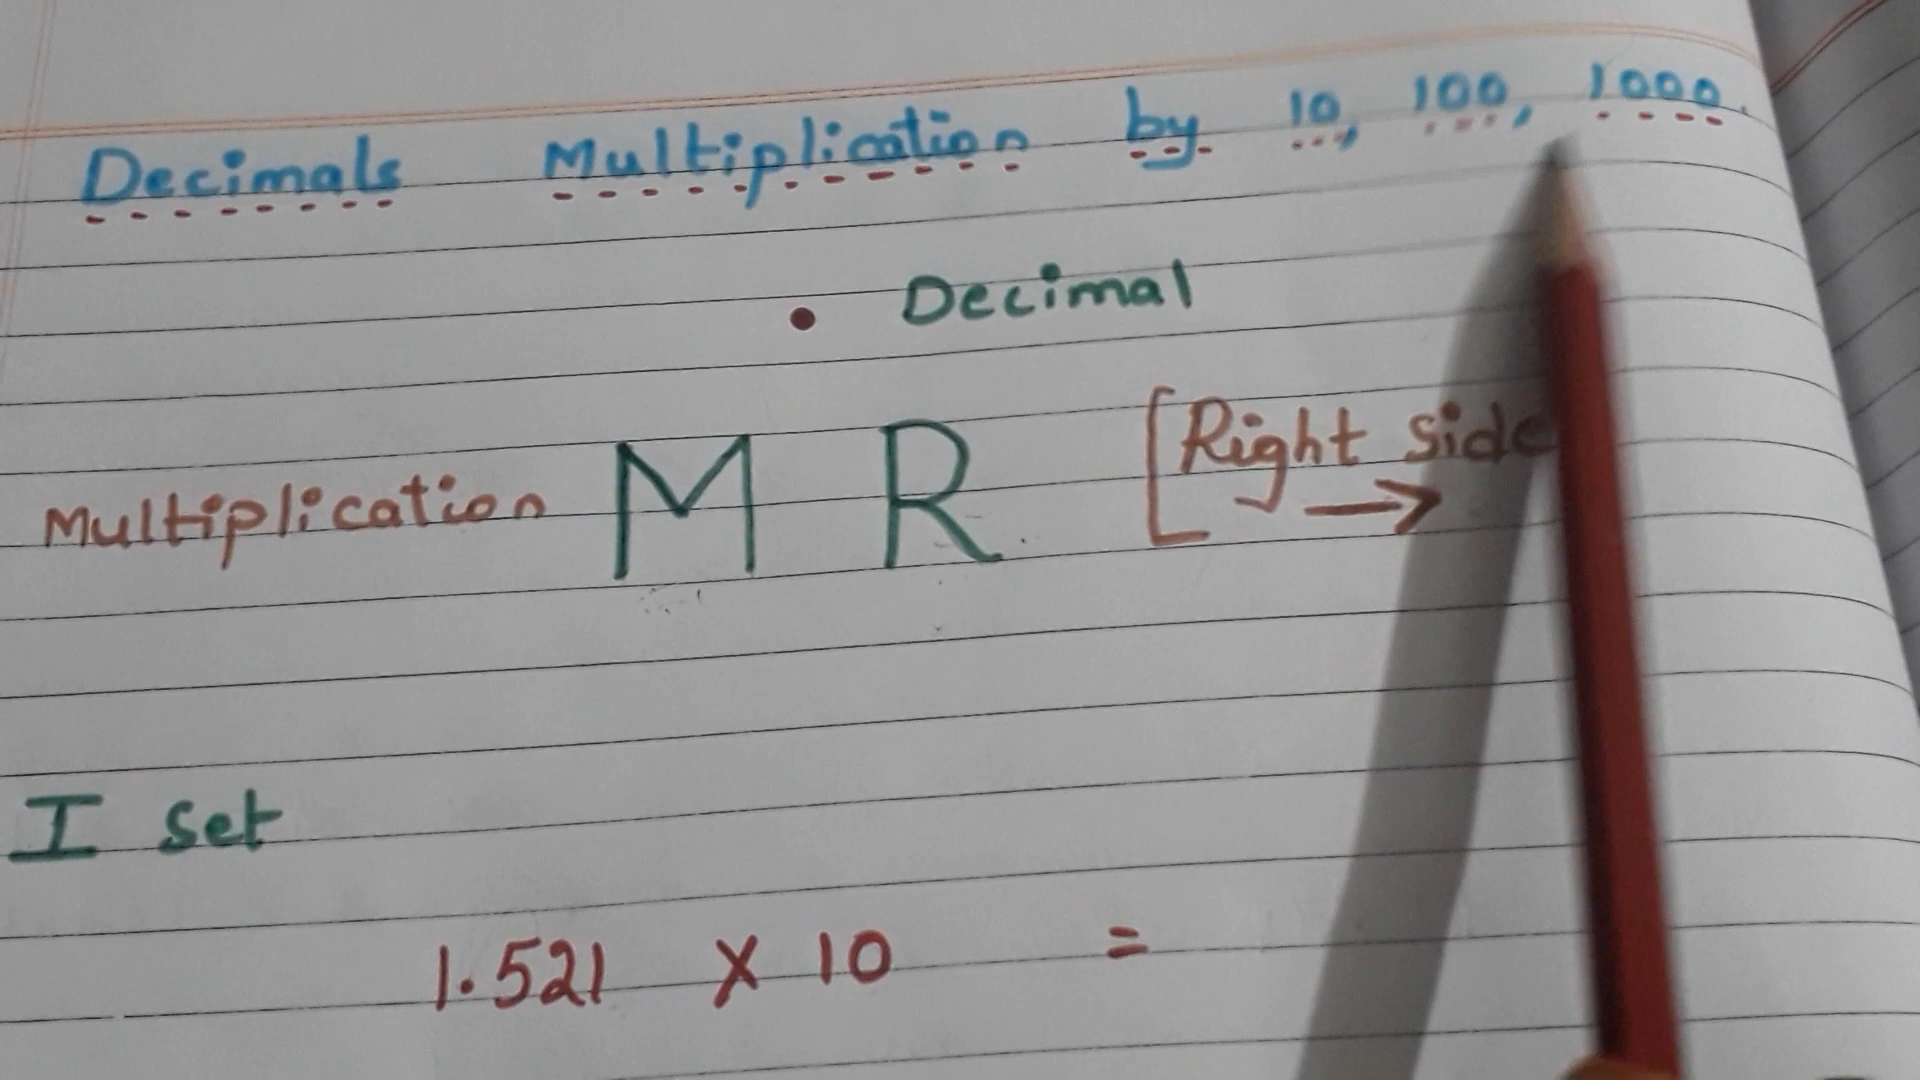 Decimals Multiplication by 10, 100, 1000.
• Decimal
Multiplication M R [Right side →
I set
1.521 × 10 =